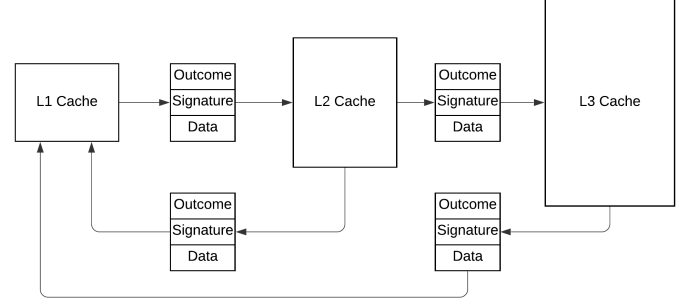 L1 Cache
Outcome
Signature
Data
L2 Cache
Outcome
Signature
Data
L3 Cache
Outcome
Signature
Data
Outcome
Signature
Data